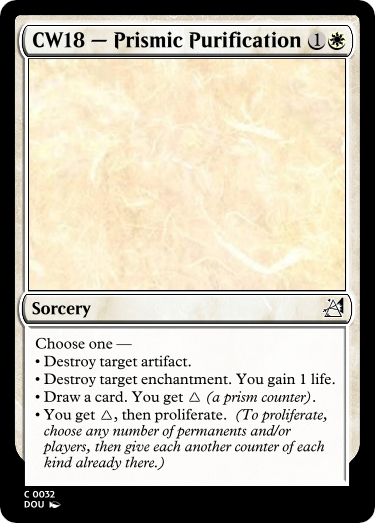 CW18 — Prismic Purification 1
Sorcery
Choose one —
• Destroy target artifact.
• Destroy target enchantment. You gain 1 life.
• Draw a card. You get △ (a prism counter).
• You get △, then proliferate. (To proliferate,
choose any number of permanents and/or
players, then give each another counter of each
kind already there.)
C 0032
DOU